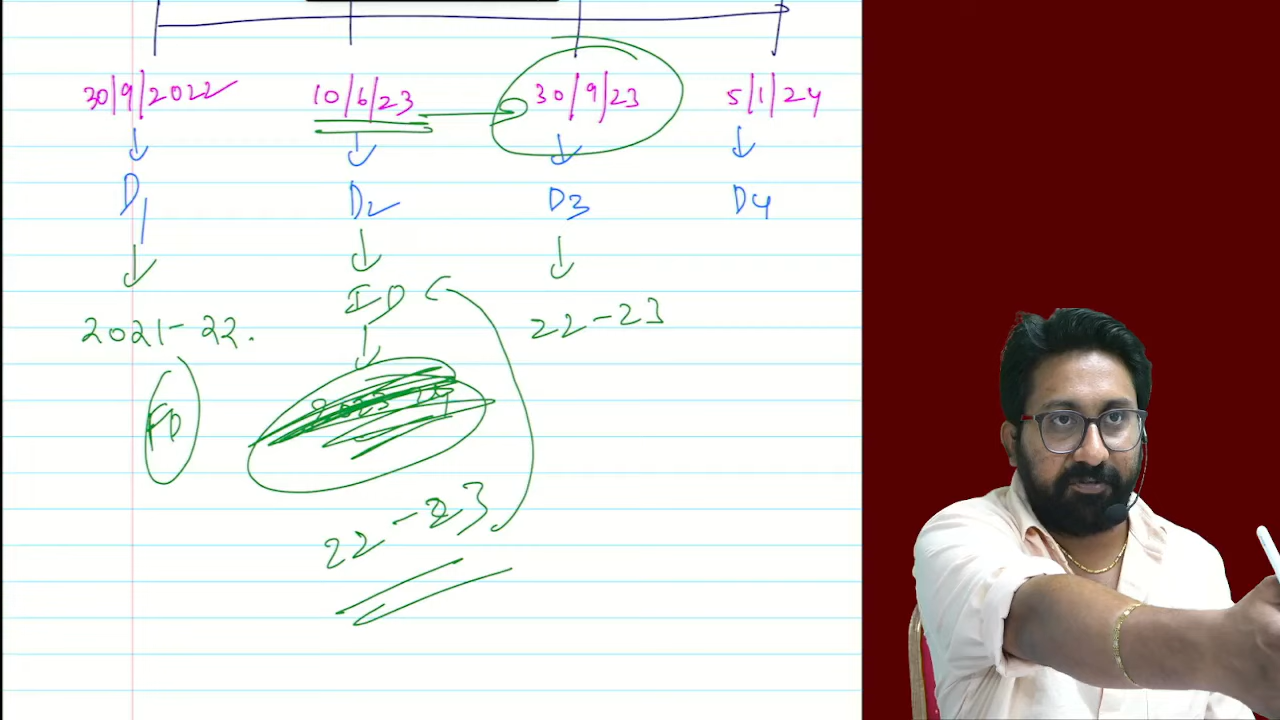 30/9/2022 10/6/23 30/9/23 5/1/24
D1 D2 D3 D4
ID
2021-22. 22-23
FD
22-23